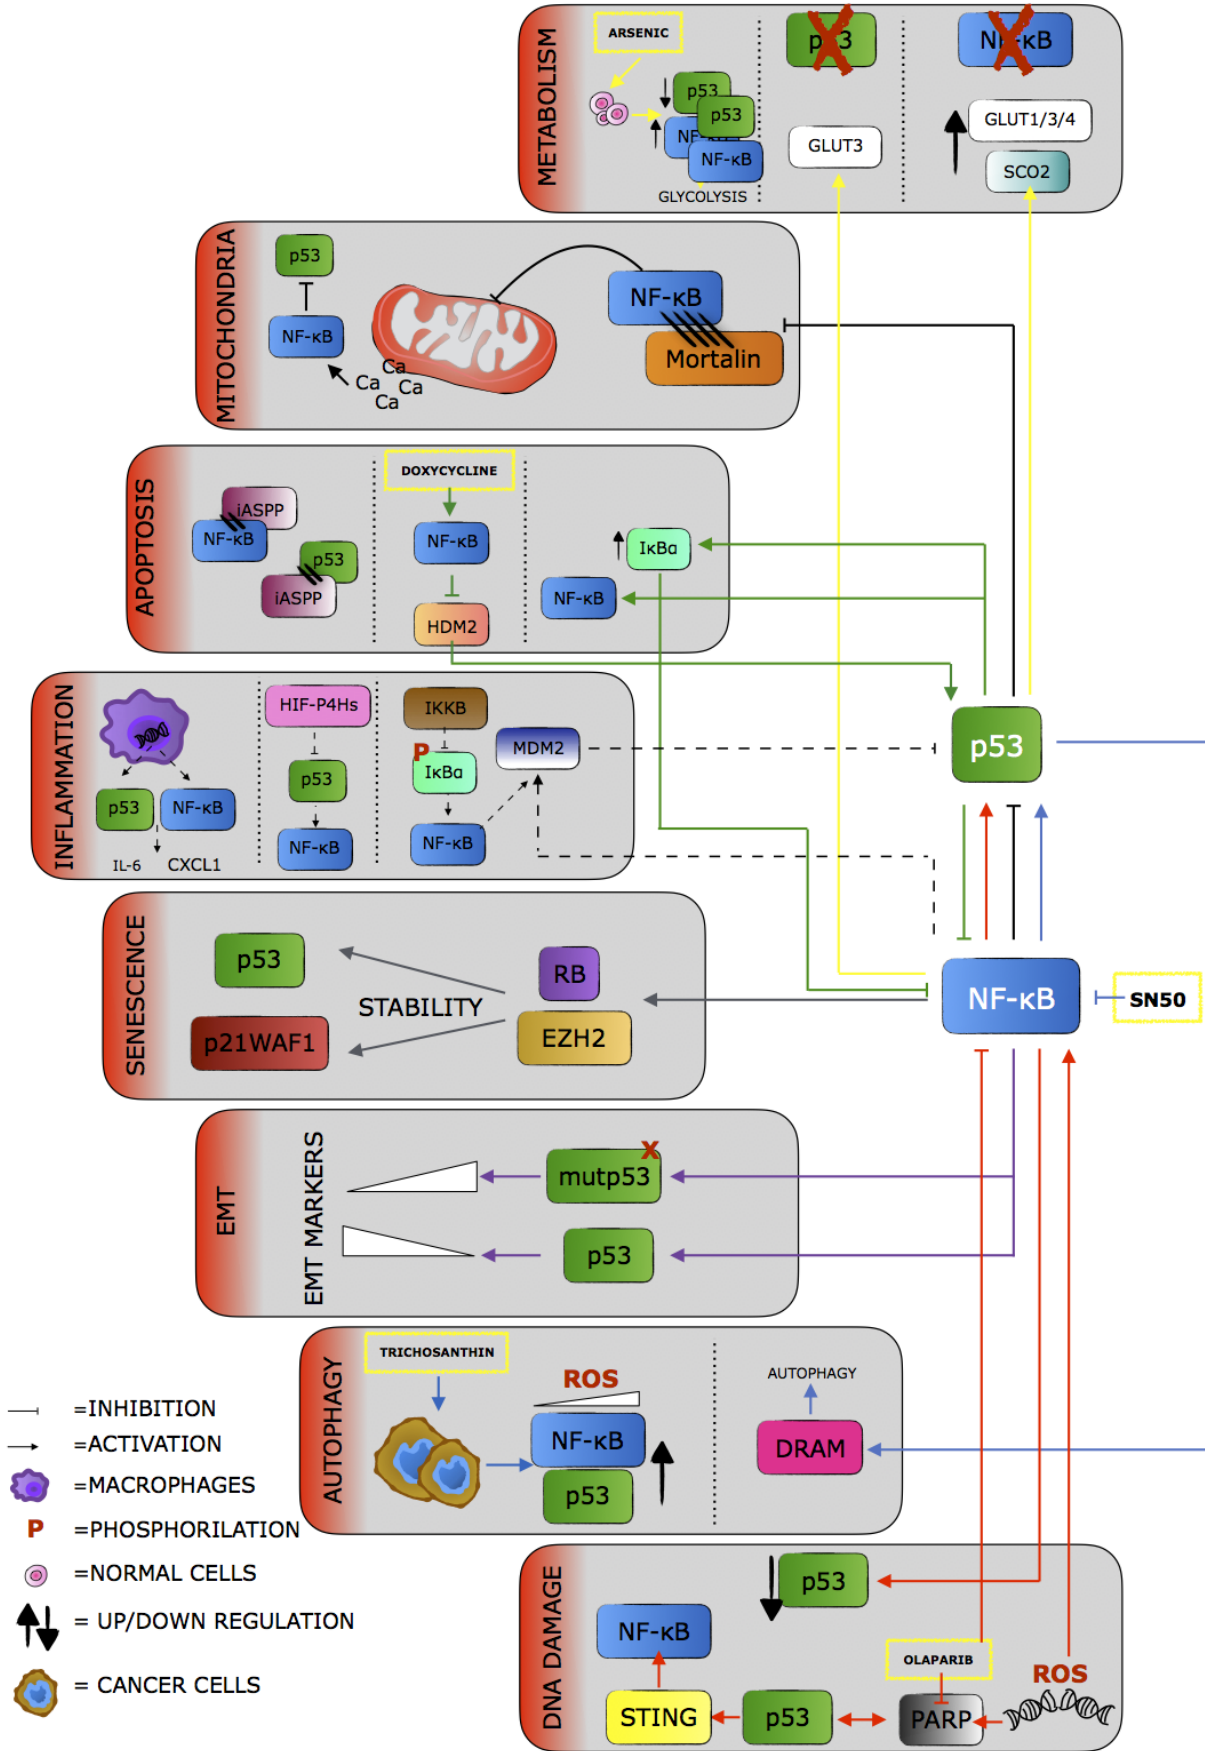 METABOLISM
ARSENIC
p53
p53
NF-κB
NF-κB
GLYCOLYSIS
p53
GLUT3
NF-κB
GLUT1/3/4
SCO2
MITOCHONDRIA
p53
NF-κB
Ca
Ca
Ca
Ca
NF-κB
Mortalin
APOPTOSIS
iASPP
NF-κB
p53
iASPP
DOXYCYCLINE
NF-κB
HDM2
IκBα
NF-κB
INFLAMMATION
p53
NF-κB
IL-6
CXCL1
HIF-P4Hs
p53
NF-κB
IKKB
P
IκBα
NF-κB
MDM2
p53
SENESCENCE
p53
p21WAF1
STABILITY
RB
EZH2
NF-κB
SN50
EMT
EMT MARKERS
mutp53
X
p53
AUTOPHAGY
TRICHOSANTHIN
ROS
NF-κB
p53
AUTOPHAGY
DRAM
DNA DAMAGE
p53
NF-κB
STING
p53
OLAPARIB
PARP
ROS
=INHIBITION
=ACTIVATION
=MACROPHAGES
P =PHOSPHORILATION
=NORMAL CELLS
= UP/DOWN REGULATION
= CANCER CELLS